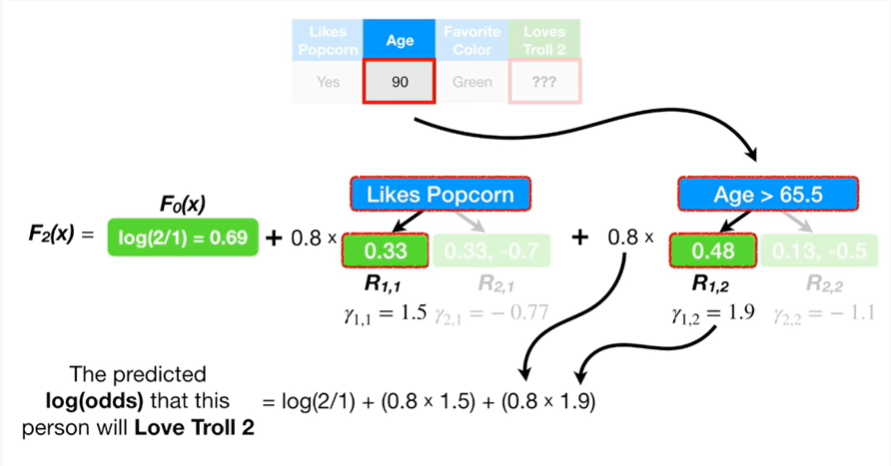 Likes Popcorn Age Favorite Color Loves Troll 2
Yes 90 Green ???
F₀(x)
Likes Popcorn Age > 65.5
F₂(x) = log(2/1) = 0.69 + 0.8 × 0.33 0.33, -0.7 + 0.8 × 0.48 0.13, -0.5
R₁,₁ R₂,₁ R₁,₂ R₂,₂
γ₁,₁ = 1.5 γ₂,₁ = − 0.77 γ₁,₂ = 1.9 γ₂,₂ = − 1.1
The predicted
log(odds) that this = log(2/1) + (0.8 × 1.5) + (0.8 × 1.9)
person will Love Troll 2